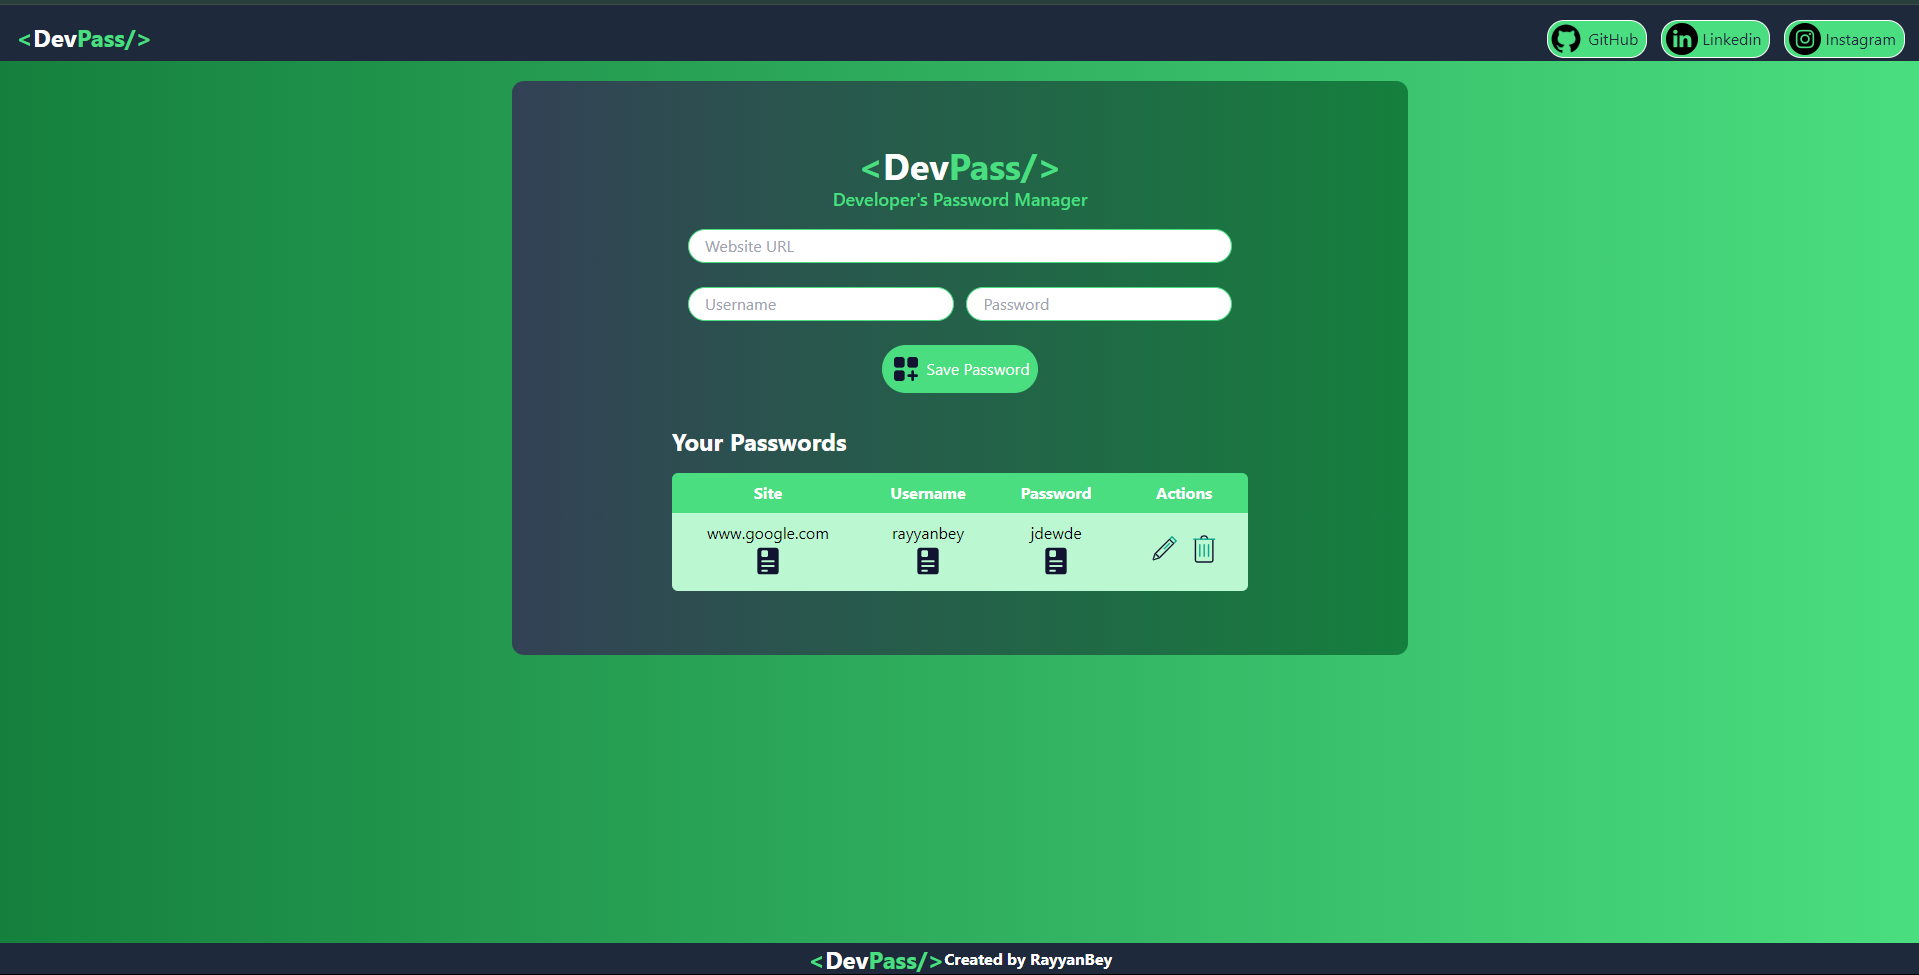 <DevPass/>
GitHub
Linkedin
Instagram
<DevPass/>
Developer's Password Manager
Website URL
Username
Password
Save Password
Your Passwords
Site Username Password Actions
www.google.com rayyanbey jdewde
<DevPass/>Created by RayyanBey